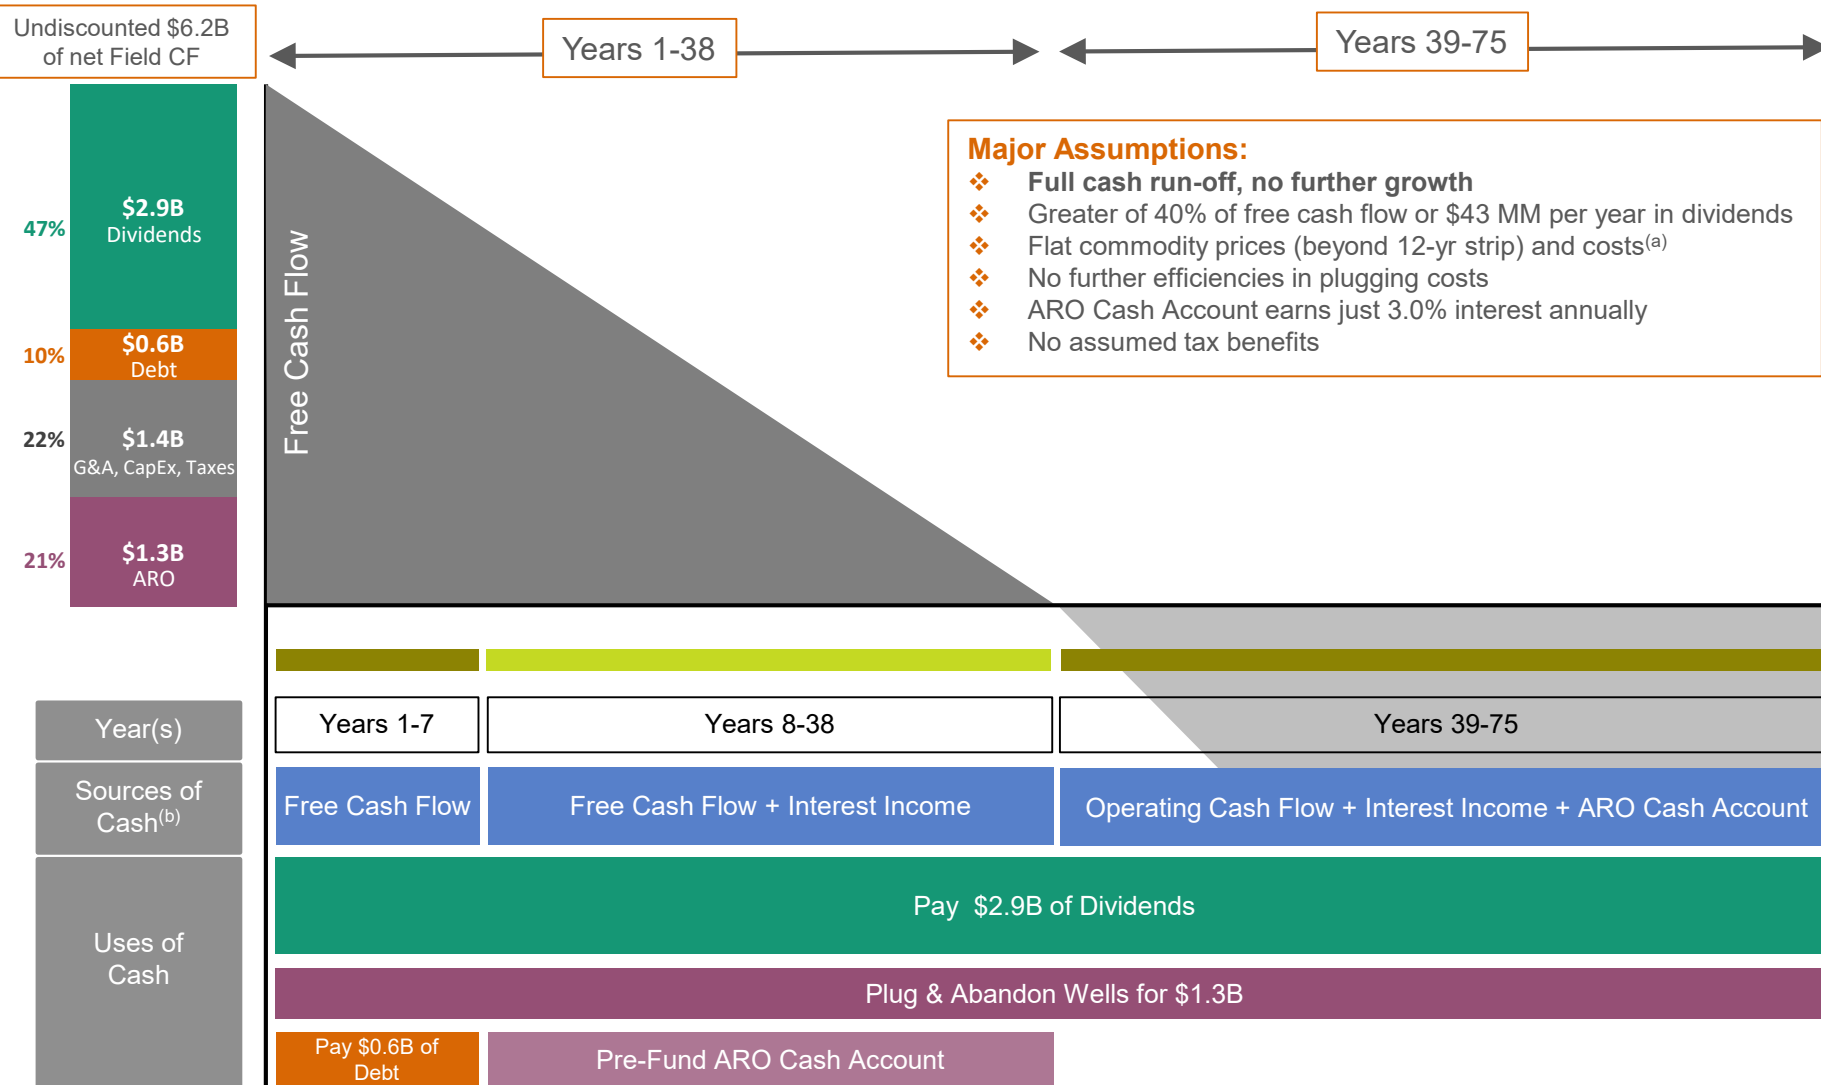 Undiscounted $6.2B
of net Field CF
Years 1-38
Years 39-75
47%
$2.9B
Dividends
10%
$0.6B
Debt
22%
$1.4B
G&A, CapEx, Taxes
21%
$1.3B
ARO
Free Cash Flow
Major Assumptions:
❖ Full cash run-off, no further growth
❖ Greater of 40% of free cash flow or $43 MM per year in dividends
❖ Flat commodity prices (beyond 12-yr strip) and costs(a)
❖ No further efficiencies in plugging costs
❖ ARO Cash Account earns just 3.0% interest annually
❖ No assumed tax benefits
Year(s)
Years 1-7
Years 8-38
Years 39-75
Sources of
Cash(b)
Free Cash Flow
Free Cash Flow + Interest Income
Operating Cash Flow + Interest Income + ARO Cash Account
Uses of
Cash
Pay $2.9B of Dividends
Plug & Abandon Wells for $1.3B
Pay $0.6B of
Debt
Pre-Fund ARO Cash Account